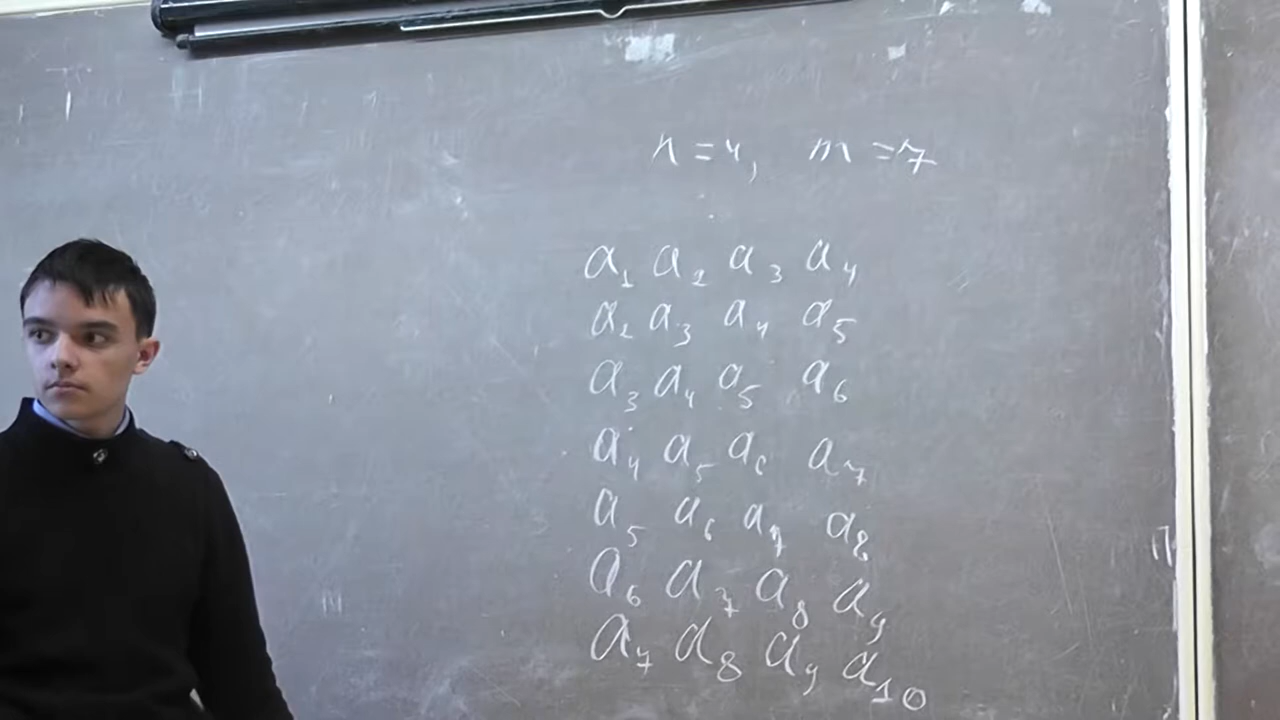 n = 4, m = 7
a₁ a₂ a₃ a₄
a₂ a₃ a₄ a₅
a₃ a₄ a₅ a₆
a₄ a₅ a₆ a₇
a₅ a₆ a₇ a₈
a₆ a₇ a₈ a₉
a₇ a₈ a₉ a₁₀